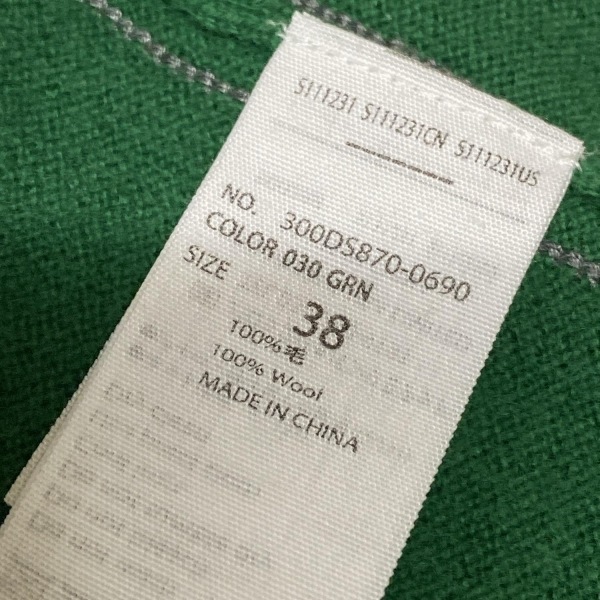 S111231 S111231CN S111231US
NO. 300DS870-0690
COLOR 030 GRN
SIZE 38
100%毛
100% Wool
MADE IN CHINA